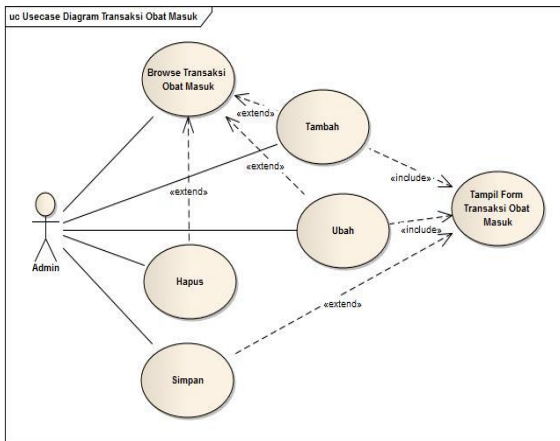 uc Usecase Diagram Transaksi Obat Masuk
Browse Transaksi
Obat Masuk
«extend»
Tambah
«extend»
«extend»
«include»
Tampil Form
Transaksi Obat
Masuk
Ubah
«include»
Admin
Hapus
«extend»
Simpan